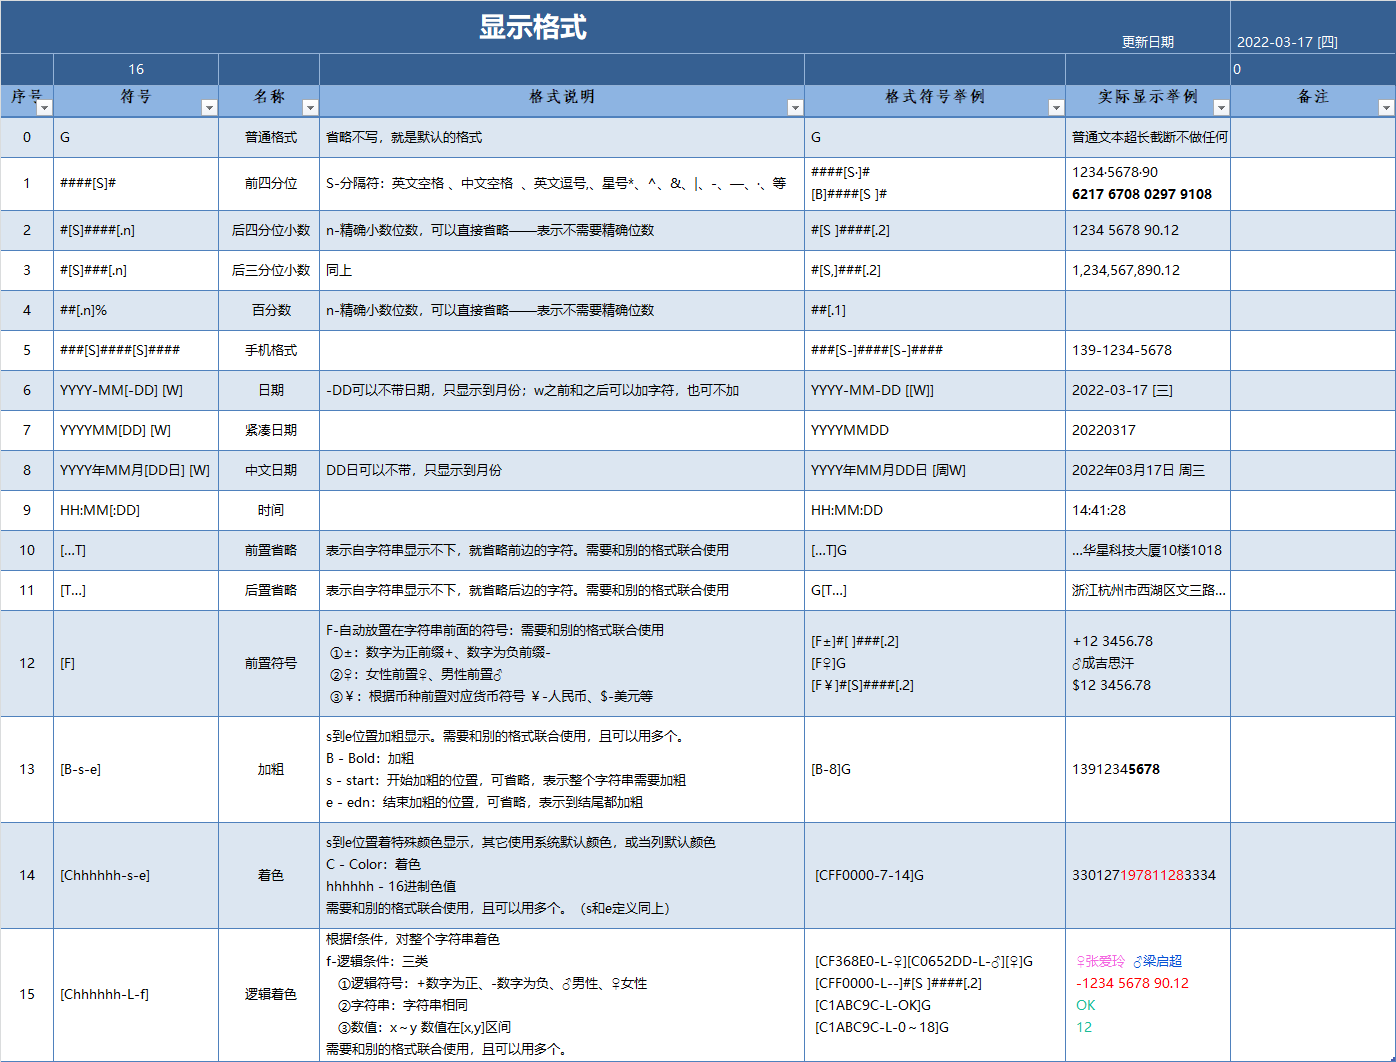 显示格式
更新日期 2022-03-17 [四]
16 0
序号 符号 名称 格式说明 格式符号举例 实际显示举例 备注
0 G 普通格式 省略不写，就是默认的格式 G 普通文本超长截断不做任何
1 ####[S]# 前四分位 S-分隔符：英文空格 、中文空格 、英文逗号,、星号*、^、&、|、-、—、·、等 ####[S·]# 1234·5678·90
[B]####[S ]# 6217 6708 0297 9108
2 #[S]####[.n] 后四分位小数 n-精确小数位数，可以直接省略——表示不需要精确位数 #[S ]####[.2] 1234 5678 90.12
3 #[S]###[.n] 后三分位小数 同上 #[S,]###[.2] 1,234,567,890.12
4 ##[.n]% 百分数 n-精确小数位数，可以直接省略——表示不需要精确位数 ##[.1]
5 ###[S]####[S]#### 手机格式 ###[S-]####[S-]#### 139-1234-5678
6 YYYY-MM[-DD] [W] 日期 -DD可以不带日期，只显示到月份；w之前和之后可以加字符，也可不加 YYYY-MM-DD [[W]] 2022-03-17 [三]
7 YYYYMM[DD] [W] 紧凑日期 YYYYMMDD 20220317
8 YYYY年MM月[DD日] [W] 中文日期 DD日可以不带，只显示到月份 YYYY年MM月DD日 [周W] 2022年03月17日 周三
9 HH:MM[:DD] 时间 HH:MM:DD 14:41:28
10 [...T] 前置省略 表示自字符串显示不下，就省略前边的字符。需要和别的格式联合使用 [...T]G ...华星科技大厦10楼1018
11 [T...] 后置省略 表示自字符串显示不下，就省略后边的字符。需要和别的格式联合使用 G[T...] 浙江杭州市西湖区文三路...
12 [F] 前置符号 F-自动放置在字符串前面的符号：需要和别的格式联合使用
①±：数字为正前缀+、数字为负前缀-
②♀：女性前置♀、男性前置♂
③￥：根据币种前置对应货币符号 ￥-人民币、$-美元等
[F±]#[ ]###[.2] +12 3456.78
[F♀]G ♂成吉思汗
[F￥]#[S]####[.2] $12 3456.78
13 [B-s-e] 加粗 s到e位置加粗显示。需要和别的格式联合使用，且可以用多个。
B - Bold：加粗
s - start：开始加粗的位置，可省略，表示整个字符串需要加粗
e - edn：结束加粗的位置，可省略，表示到结尾都加粗
[B-8]G 13912345678
14 [Chhhhhh-s-e] 着色 s到e位置着特殊颜色显示，其它使用系统默认颜色，或当列默认颜色
C - Color：着色
hhhhhh - 16进制色值
需要和别的格式联合使用，且可以用多个。（s和e定义同上）
[CFF0000-7-14]G 330127197811283334
15 [Chhhhhh-L-f] 逻辑着色 根据f条件，对整个字符串着色
f-逻辑条件：三类
①逻辑符号：+数字为正、-数字为负、♂男性、♀女性
②字符串：字符串相同
③数值：x～y 数值在[x,y]区间
需要和别的格式联合使用，且可以用多个。
[CF368E0-L-♀][C0652DD-L-♂][♀]G ♀张爱玲 ♂梁启超
[CFF0000-L--]#[S ]####[.2] -1234 5678 90.12
[C1ABC9C-L-OK]G OK
[C1ABC9C-L-0～18]G 12